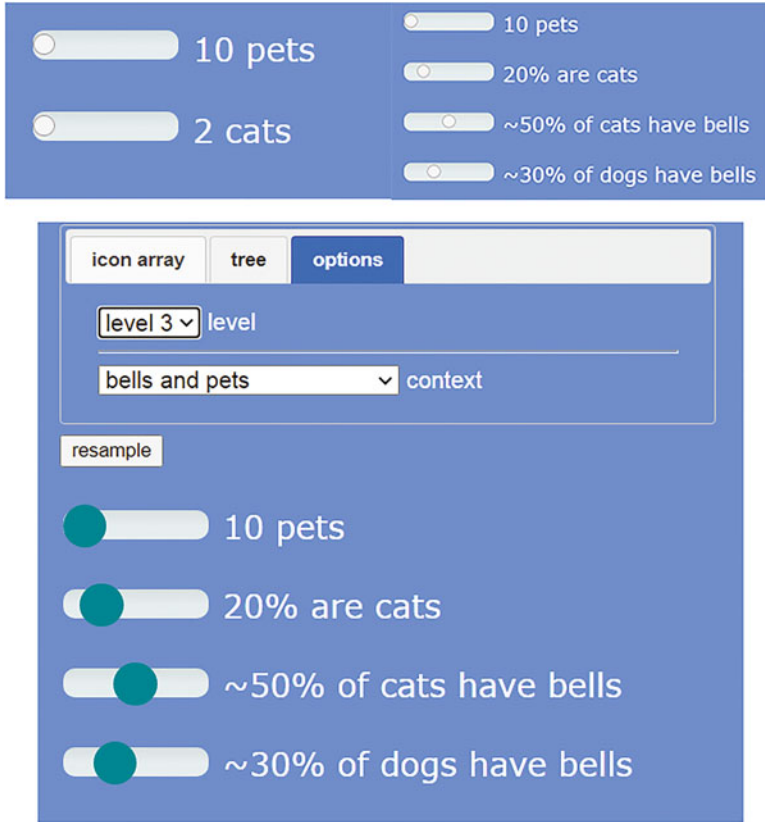 10 pets
2 cats
10 pets
20% are cats
~50% of cats have bells
~30% of dogs have bells
icon array tree options
level 3 level
bells and pets context
resample
10 pets
20% are cats
~50% of cats have bells
~30% of dogs have bells